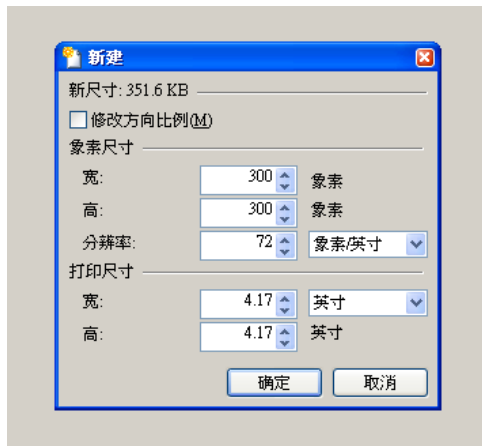 新建
新尺寸: 351.6 KB
修改方向比例(M)
象素尺寸
宽: 300 象素
高: 300 象素
分辨率: 72 象素/英寸
打印尺寸
宽: 4.17 英寸
高: 4.17 英寸
确定 取消